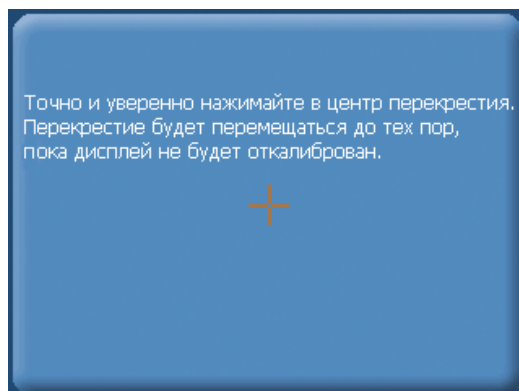 Точно и уверенно нажимайте в центр перекрестия.
Перекрестие будет перемещаться до тех пор,
пока дисплей не будет откалиброван.